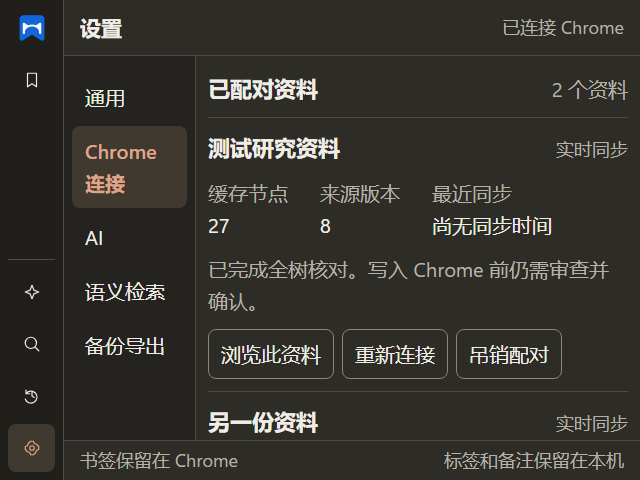 设置
已连接 Chrome
通用
Chrome
连接
AI
语义检索
备份导出
已配对资料
2 个资料
测试研究资料
实时同步
缓存节点 来源版本 最近同步
27 8 尚无同步时间
已完成全树核对。写入 Chrome 前仍需审查并
确认。
浏览此资料 重新连接 吊销配对
另一份资料
实时同步
书签保留在 Chrome
标签和备注保留在本机